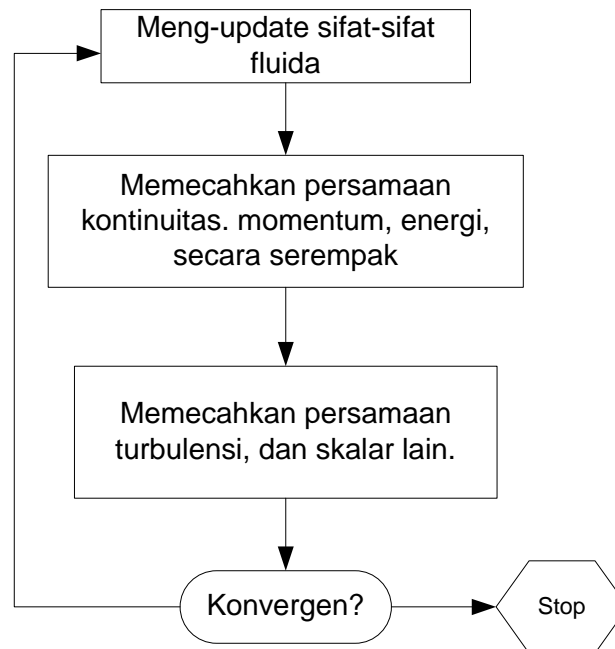 Meng-update sifat-sifat
fluida
Memecahkan persamaan
kontinuitas. momentum, energi,
secara serempak
Memecahkan persamaan
turbulensi, dan skalar lain.
Konvergen?
Stop